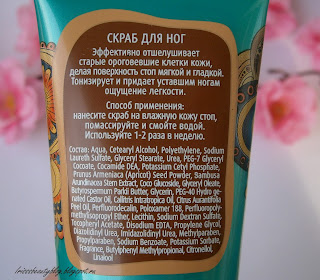 СКРАБ ДЛЯ НОГ
Эффективно отшелушивает
старые ороговевшие клетки кожи,
делая поверхность стоп мягкой и гладкой.
Тонизирует и придает уставшим ногам
ощущение легкости.
Способ применения:
нанесите скраб на влажную кожу стоп,
помассируйте и смойте водой.
Используйте 1-2 раза в неделю.
Состав: Aqua, Cetearyl Alcohol, Polyethylene, Sodium
Laureth Sulfate, Glyceryl Stearate, Urea, PEG-7 Glyceryl
Cocoate, Cocamide DEA, Potassium Cetyl Phosphate,
Prunus Armeniaca (Apricot) Seed Powder, Bambusa
Arundinacea Stem Extract, Coco Glucoside, Glyceryl Oleate,
Butyrospermum Parkii Butter, Glycerin, PEG-40 Hydroge-
nated Castor Oil, Callitris Intratropica Oil, Citrus Aurantifolia
Peel Oil, Perfluorodecalin, Poloxamer 188, Perfluoro-
methylisopropyl Ether, Lecithin, Sodium Dextran Sulfate,
Tocopheryl Acetate, Disodium EDTA, Propylene Glycol,
Diazolidinyl Urea, Imidazolidinyl Urea, Methylparaben,
Propylparaben, Sodium Benzoate, Potassium Sorbate,
Fragrance, Butylphenyl Methylpropional, Citronellol,
Linalool